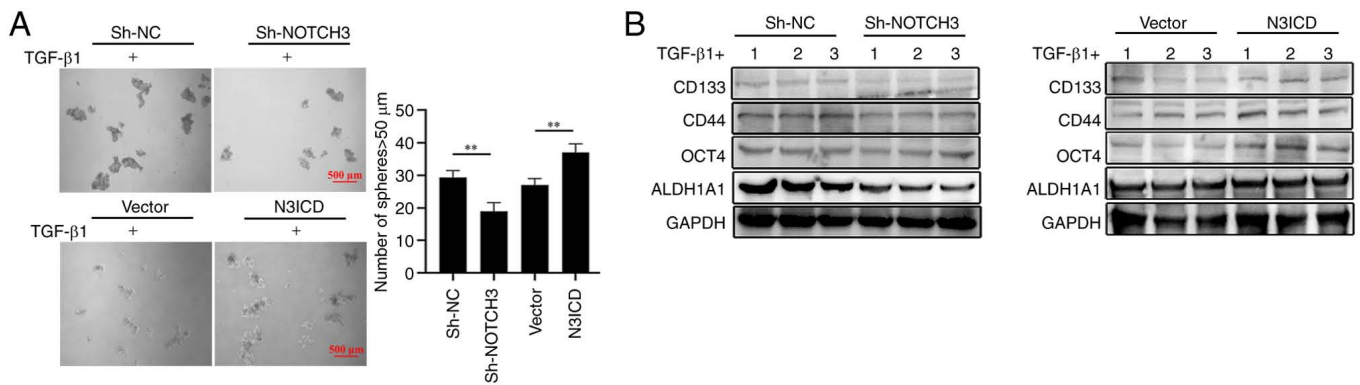 A
Sh-NC Sh-NOTCH3
TGF-β1 + +
500 μm
Vector N3ICD
TGF-β1 + +
500 μm
Number of spheres>50 μm
50
40
30
20
10
0
** **
Sh-NC Sh-NOTCH3 Vector N3ICD
B
Sh-NC Sh-NOTCH3
TGF-β1+ 1 2 3 1 2 3
CD133
CD44
OCT4
ALDH1A1
GAPDH
Vector N3ICD
TGF-β1+ 1 2 3 1 2 3
CD133
CD44
OCT4
ALDH1A1
GAPDH